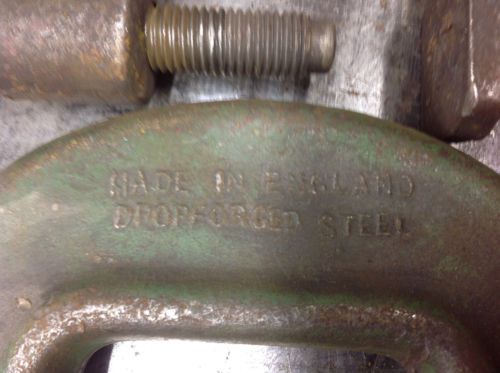 MADE IN ENGLAND
DROPFORGED STEEL